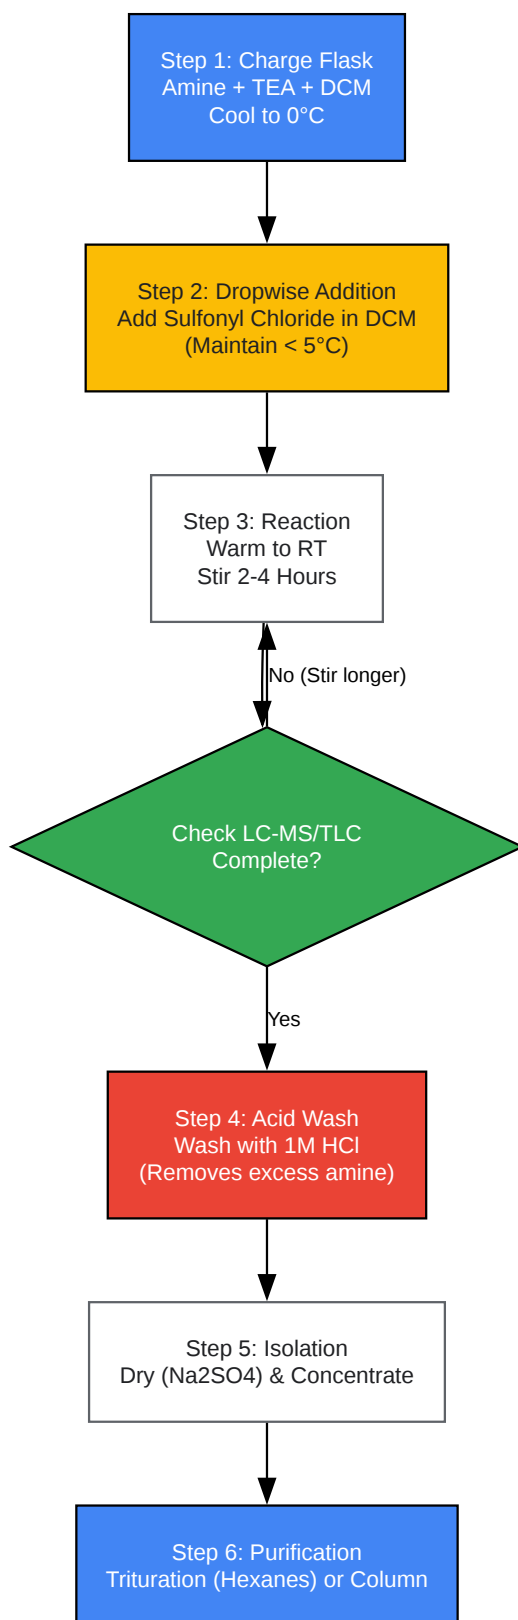 Step 1: Charge Flask
Amine + TEA + DCM
Cool to 0°C
Step 2: Dropwise Addition
Add Sulfonyl Chloride in DCM
(Maintain < 5°C)
Step 3: Reaction
Warm to RT
Stir 2-4 Hours
No (Stir longer)
Check LC-MS/TLC
Complete?
Yes
Step 4: Acid Wash
Wash with 1M HCl
(Removes excess amine)
Step 5: Isolation
Dry (Na2SO4) & Concentrate
Step 6: Purification
Trituration (Hexanes) or Column